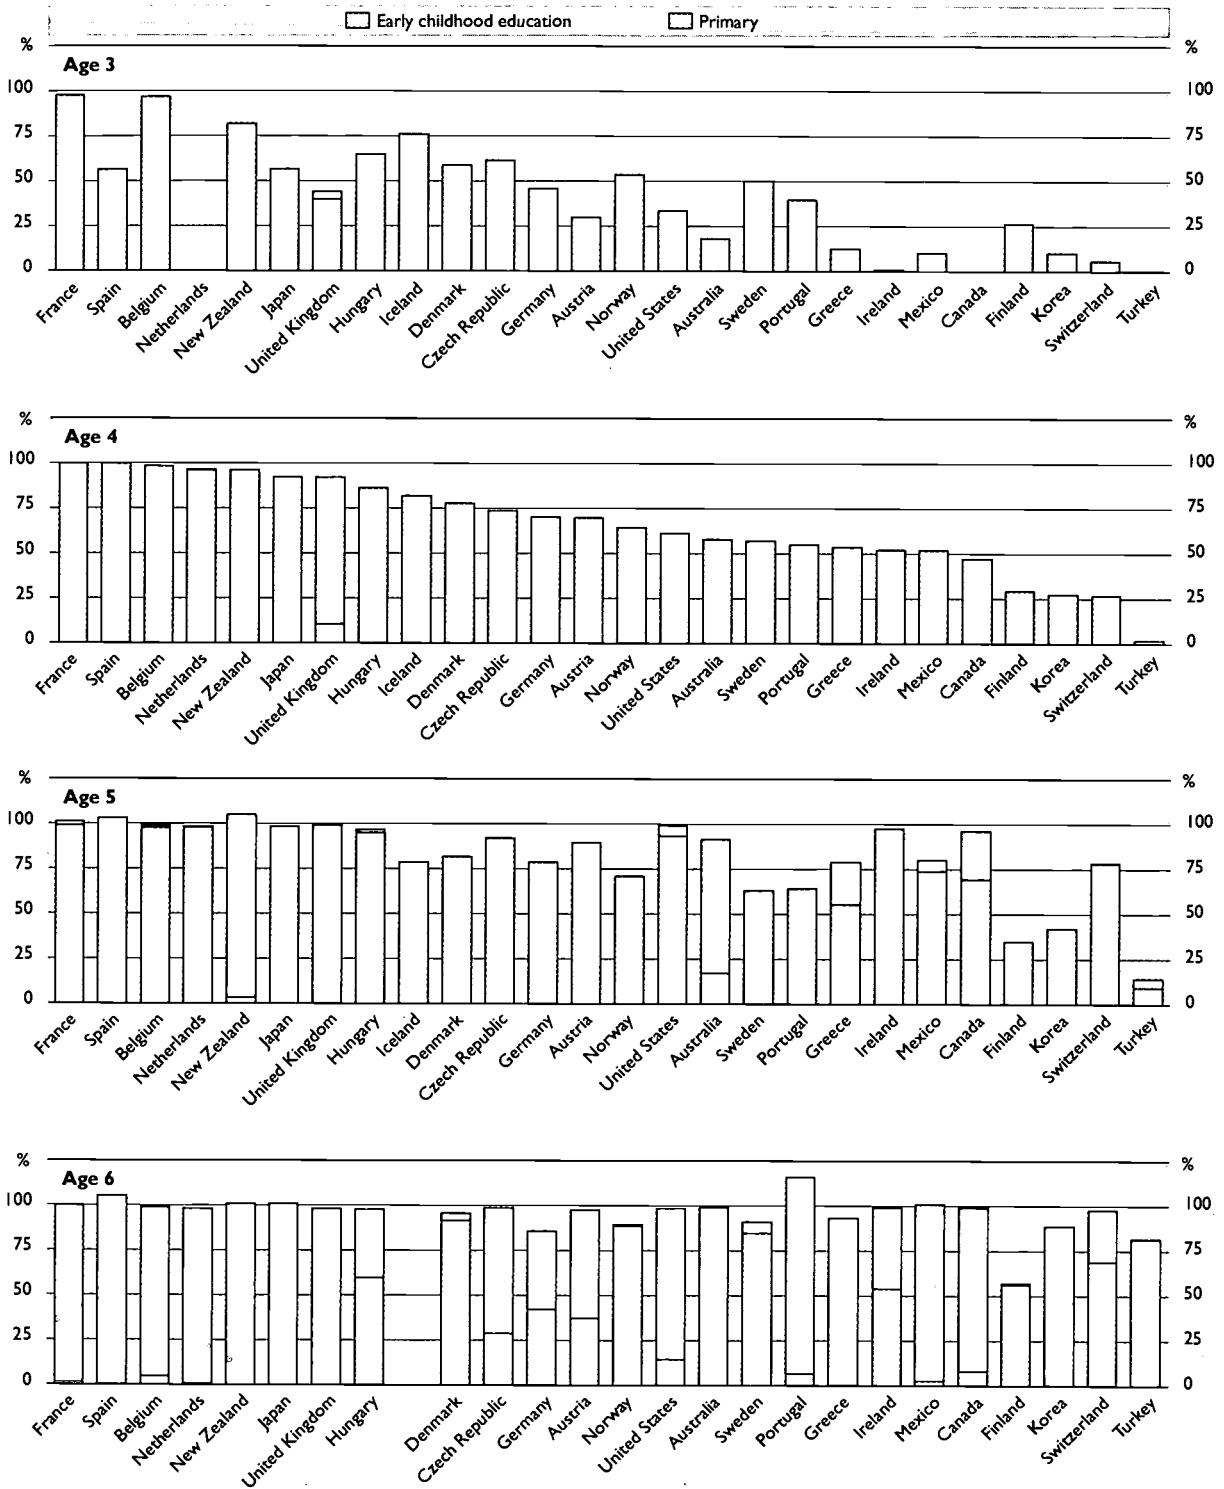 Early childhood education Primary
% %
Age 3
100 100
75 75
50 50
25 25
0 0
France Spain Belgium Netherlands New Zealand Japan United Kingdom Hungary Iceland Denmark Czech Republic Germany Austria Norway United States Australia Sweden Portugal Greece Ireland Mexico Canada Finland Korea Switzerland Turkey
% %
Age 4
100 100
75 75
50 50
25 25
0 0
France Spain Belgium Netherlands New Zealand Japan United Kingdom Hungary Iceland Denmark Czech Republic Germany Austria Norway United States Australia Sweden Portugal Greece Ireland Mexico Canada Finland Korea Switzerland Turkey
% %
Age 5
100 100
75 75
50 50
25 25
0 0
France Spain Belgium Netherlands New Zealand Japan United Kingdom Hungary Iceland Denmark Czech Republic Germany Austria Norway United States Australia Sweden Portugal Greece Ireland Mexico Canada Finland Korea Switzerland Turkey
% %
Age 6
100 100
75 75
50 50
25 25
0 0
France Spain Belgium Netherlands New Zealand Japan United Kingdom Hungary Denmark Czech Republic Germany Austria Norway United States Australia Sweden Portugal Greece Ireland Mexico Canada Finland Korea Switzerland Turkey